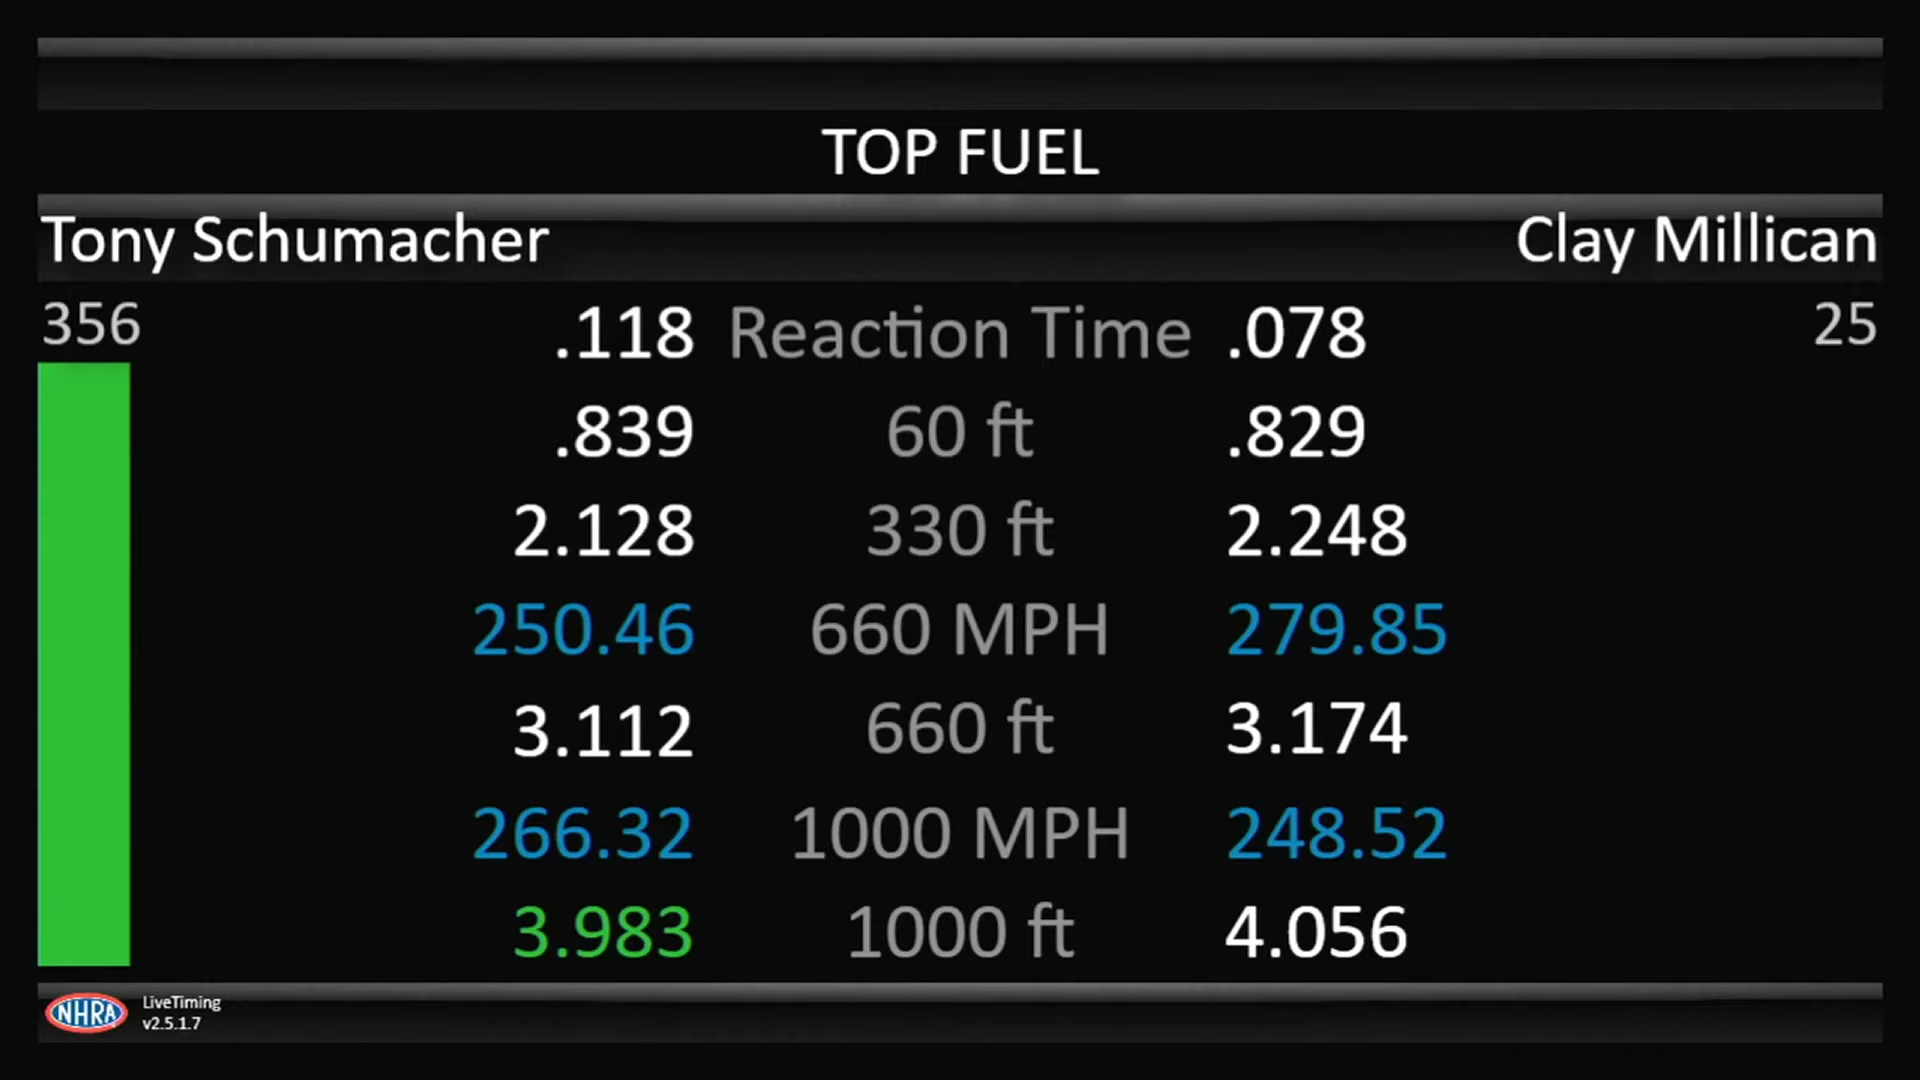 TOP FUEL
Tony Schumacher Clay Millican
356 .118 Reaction Time .078 25
.839 60 ft .829
2.128 330 ft 2.248
250.46 660 MPH 279.85
3.112 660 ft 3.174
266.32 1000 MPH 248.52
3.983 1000 ft 4.056
NHRA LiveTiming
v2.5.1.7